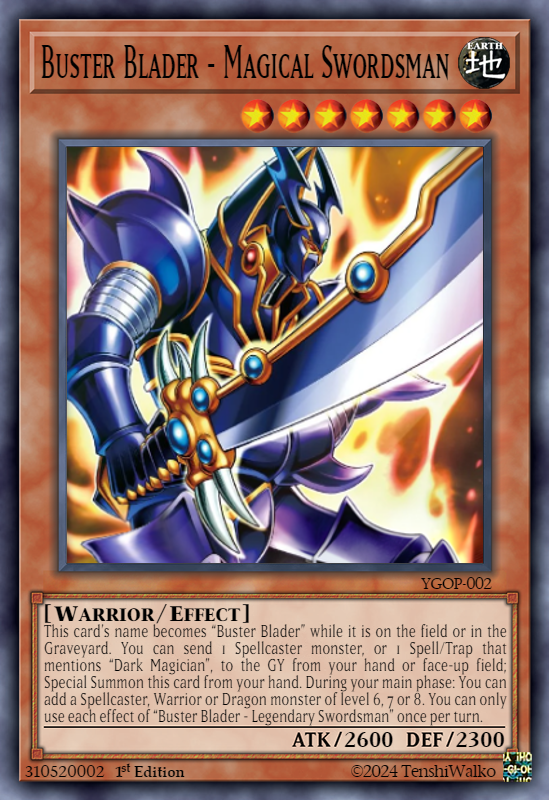 Buster Blader - Magical Swordsman
EARTH
地
YGOP-002
[Warrior/Effect]
This card's name becomes "Buster Blader" while it is on the field or in the
Graveyard. You can send 1 Spellcaster monster, or 1 Spell/Trap that
mentions "Dark Magician", to the GY from your hand or face-up field;
Special Summon this card from your hand. During your main phase: You can
add a Spellcaster, Warrior or Dragon monster of level 6, 7 or 8. You can only
use each effect of "Buster Blader - Legendary Swordsman" once per turn.
ATK/2600 DEF/2300
310520002 1st Edition ©2024 TenshiWalko